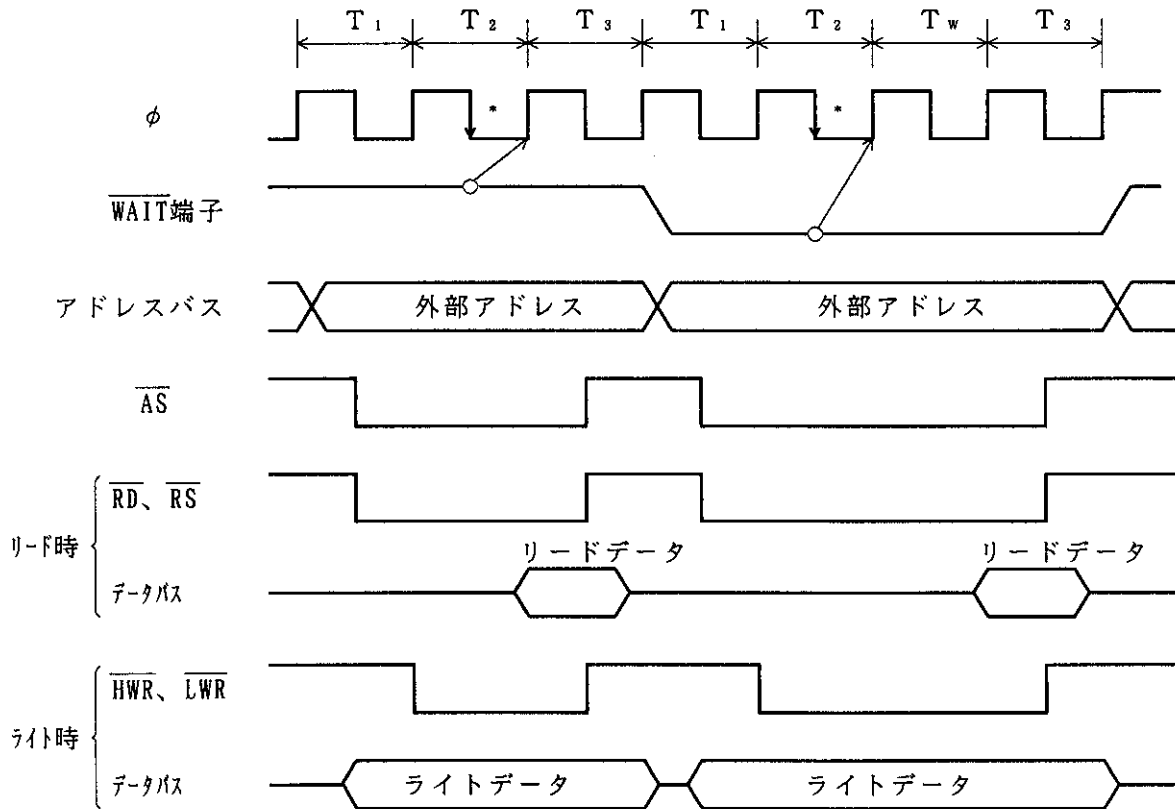 T₁ T₂ T₃ T₁ T₂ Tw T₃
φ * *
WAIT端子
アドレスバス 外部アドレス 外部アドレス
AS
RD、RS
リード時
リードデータ リードデータ
データバス
HWR、LWR
ライト時
データバス ライトデータ ライトデータ